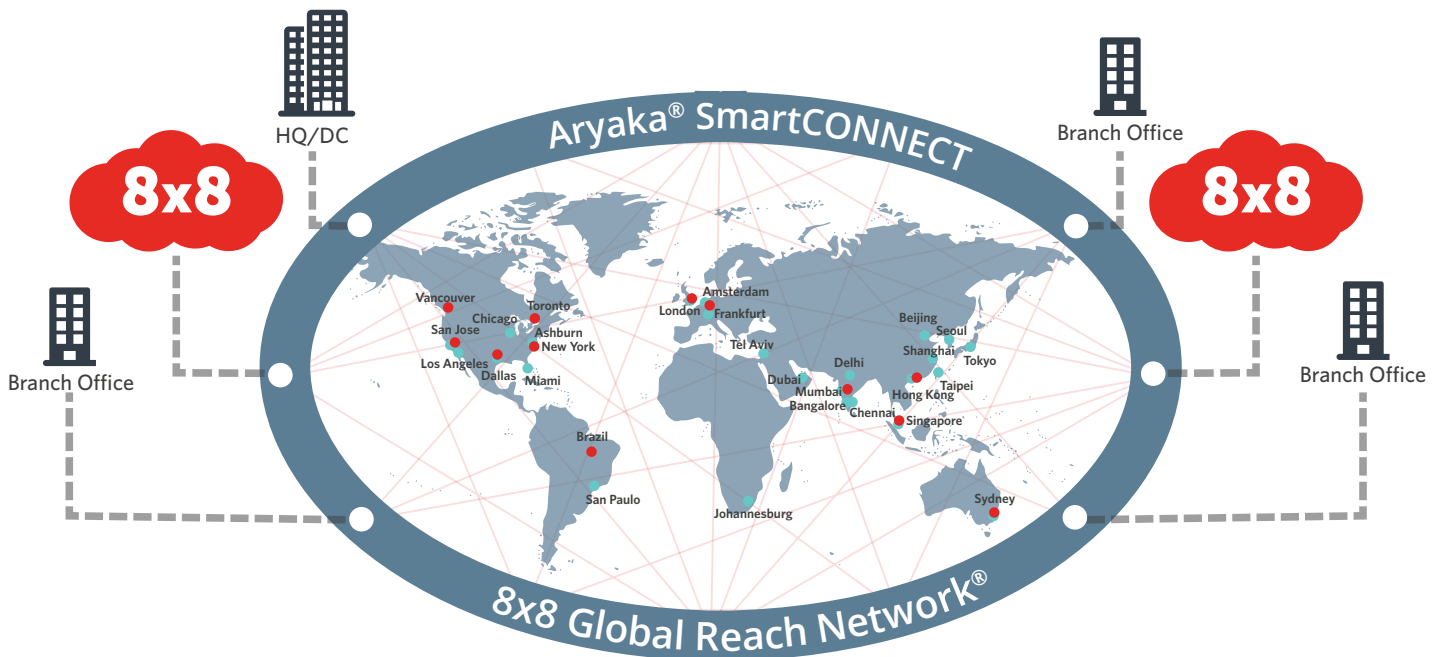 HQ/DC
Branch Office
Aryaka® SmartCONNECT
8x8
8x8
Branch Office
Branch Office
Vancouver
Toronto
Chicago
San Jose
Ashburn
New York
Los Angeles
Dallas
Miami
Brazil
San Paulo
Amsterdam
London
Frankfurt
Tel Aviv
Dubai
Johannesburg
Beijing
Seoul
Shanghai
Tokyo
Delhi
Mumbai
Taipei
Hong Kong
Bangalore
Chennai
Singapore
Sydney
8x8 Global Reach Network®